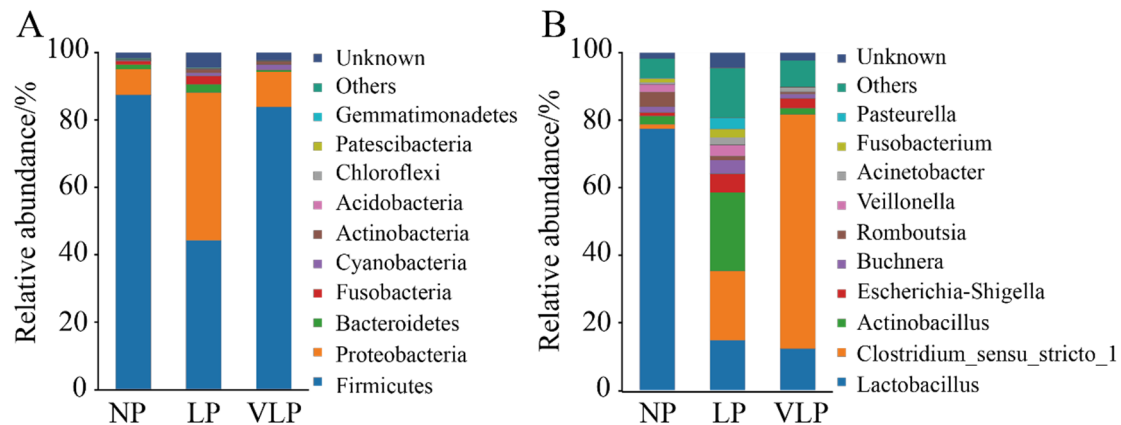 A
Relative abundance/%
100
80
60
40
20
0
NP LP VLP
Unknown
Others
Gemmatimonadetes
Patescibacteria
Chloroflexi
Acidobacteria
Actinobacteria
Cyanobacteria
Fusobacteria
Bacteroidetes
Proteobacteria
Firmicutes
B
Relative abundance/%
100
80
60
40
20
0
NP LP VLP
Unknown
Others
Pasteurella
Fusobacterium
Acinetobacter
Veillonella
Romboutsia
Buchnera
Escherichia-Shigella
Actinobacillus
Clostridium_sensu_stricto_1
Lactobacillus